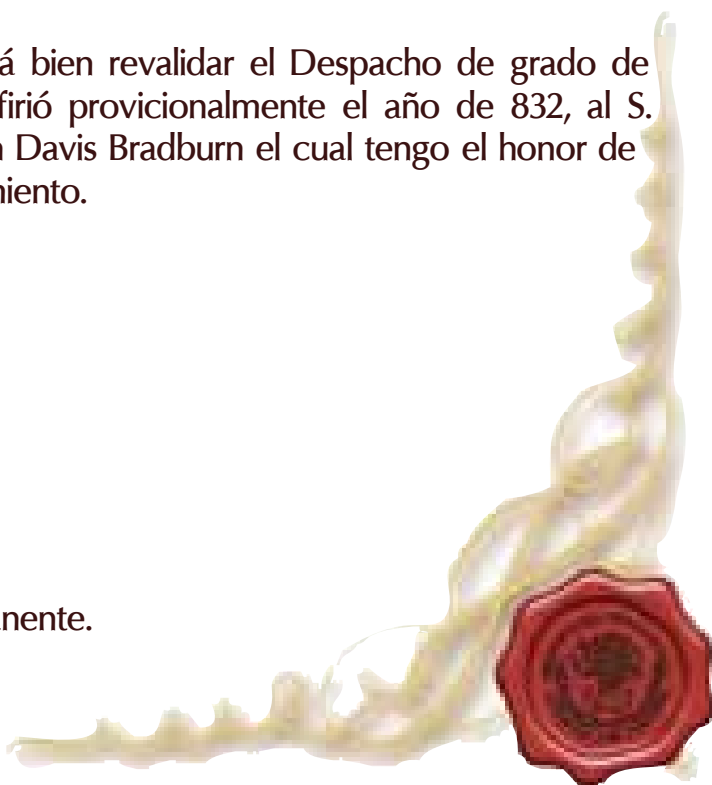 á bien revalidar el Despacho de grado de
firió provicionalmente el año de 832, al S.
n Davis Bradburn el cual tengo el honor de
niento.
nente.